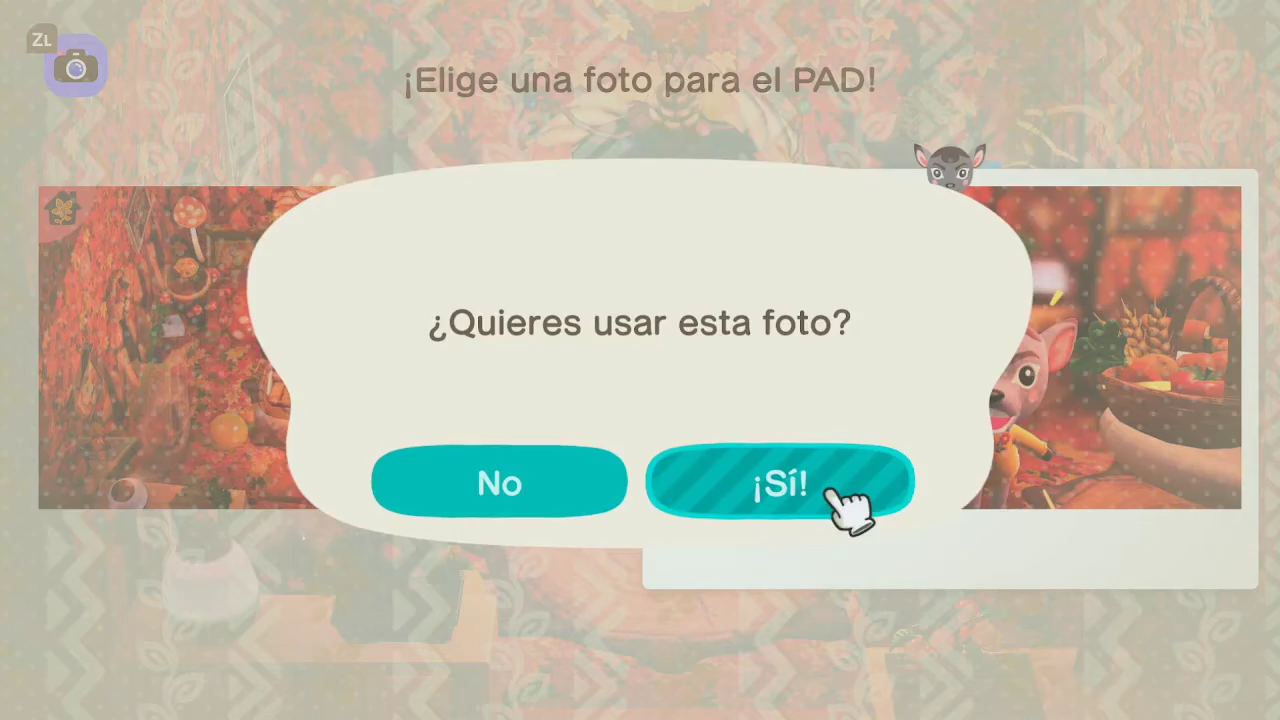 ZL
¡Elige una foto para el PAD!
¿Quieres usar esta foto?
No
¡Sí!